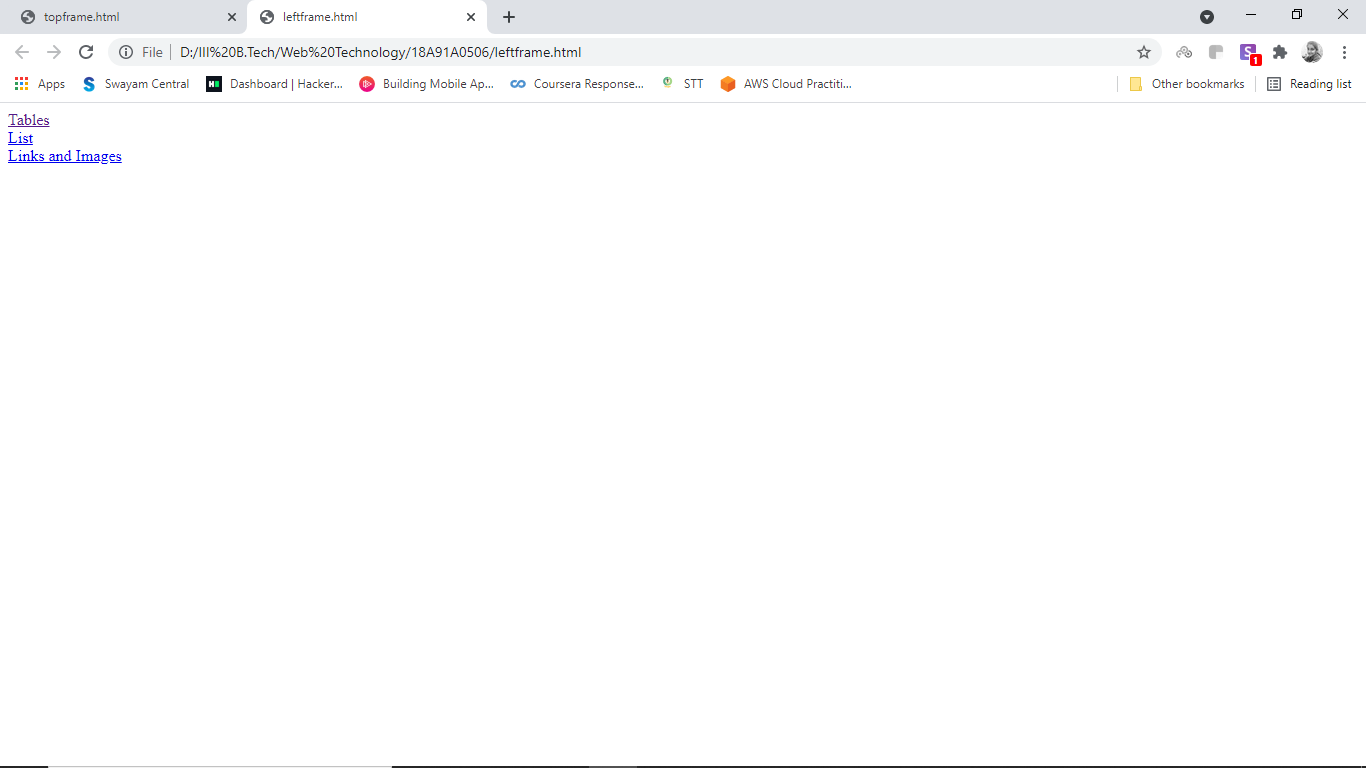 topframe.html
leftframe.html
File D:/III%20B.Tech/Web%20Technology/18A91A0506/leftframe.html
S 1
Apps Swayam Central Dashboard | Hacker... Building Mobile Ap... Coursera Response... STT AWS Cloud Practiti... Other bookmarks Reading list
Tables
List
Links and Images